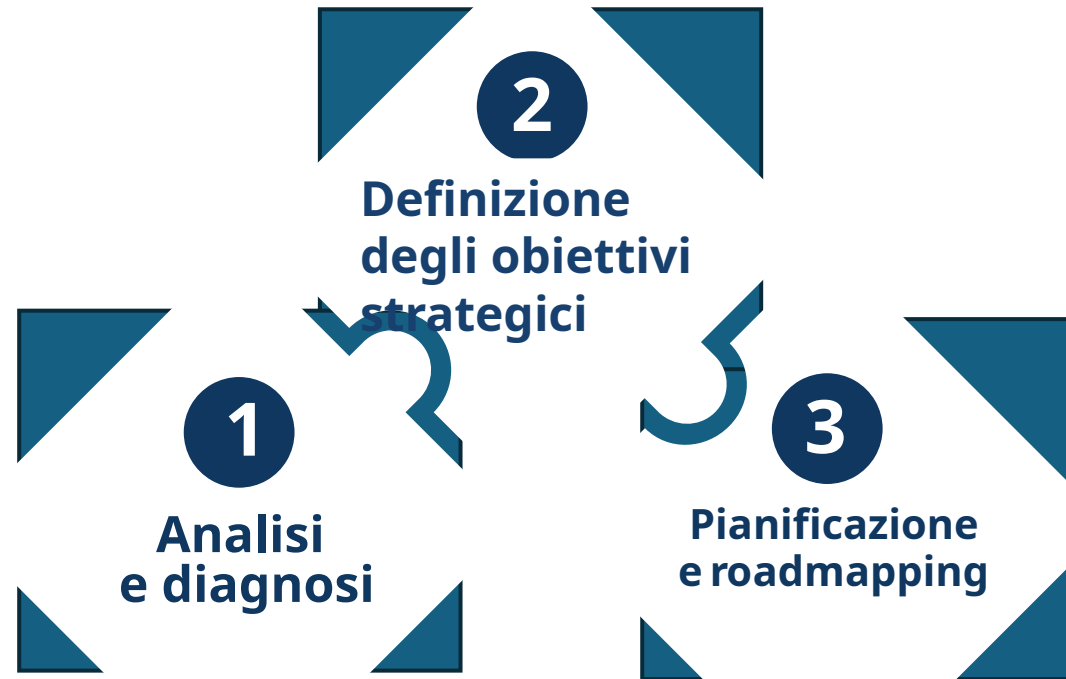 1
Analisi
e diagnosi
2
Definizione
degli obiettivi
strategici
3
Pianificazione
e roadmapping